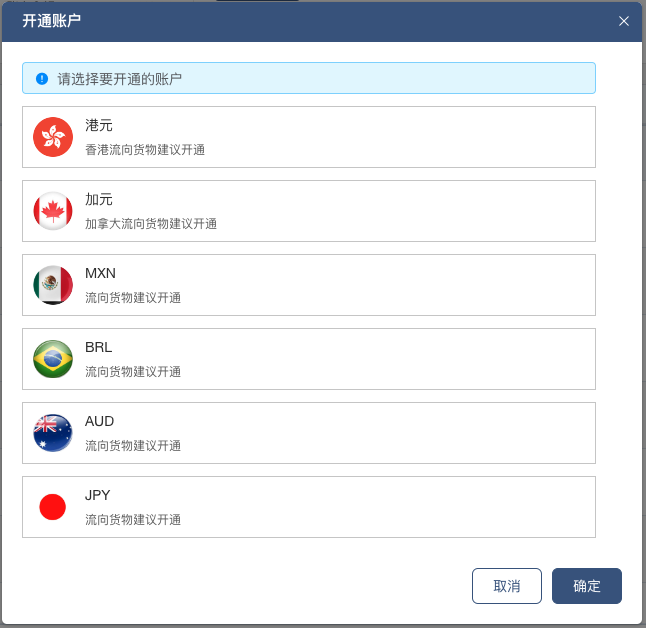 开通账户
请选择要开通的账户
港元
香港流向货物建议开通
加元
加拿大流向货物建议开通
MXN
流向货物建议开通
BRL
流向货物建议开通
AUD
流向货物建议开通
JPY
流向货物建议开通
取消
确定